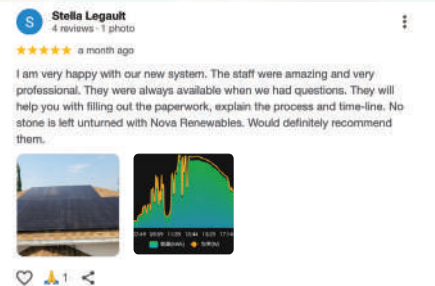 S
Stella Legault
4 reviews · 1 photo
a month ago
I am very happy with our new system. The staff were amazing and very
professional. They were always available when we had questions. They will
help you with filling out the paperwork, explain the process and time-line. No
stone is left unturned with Nova Renewables. Would definitely recommend
them.
1